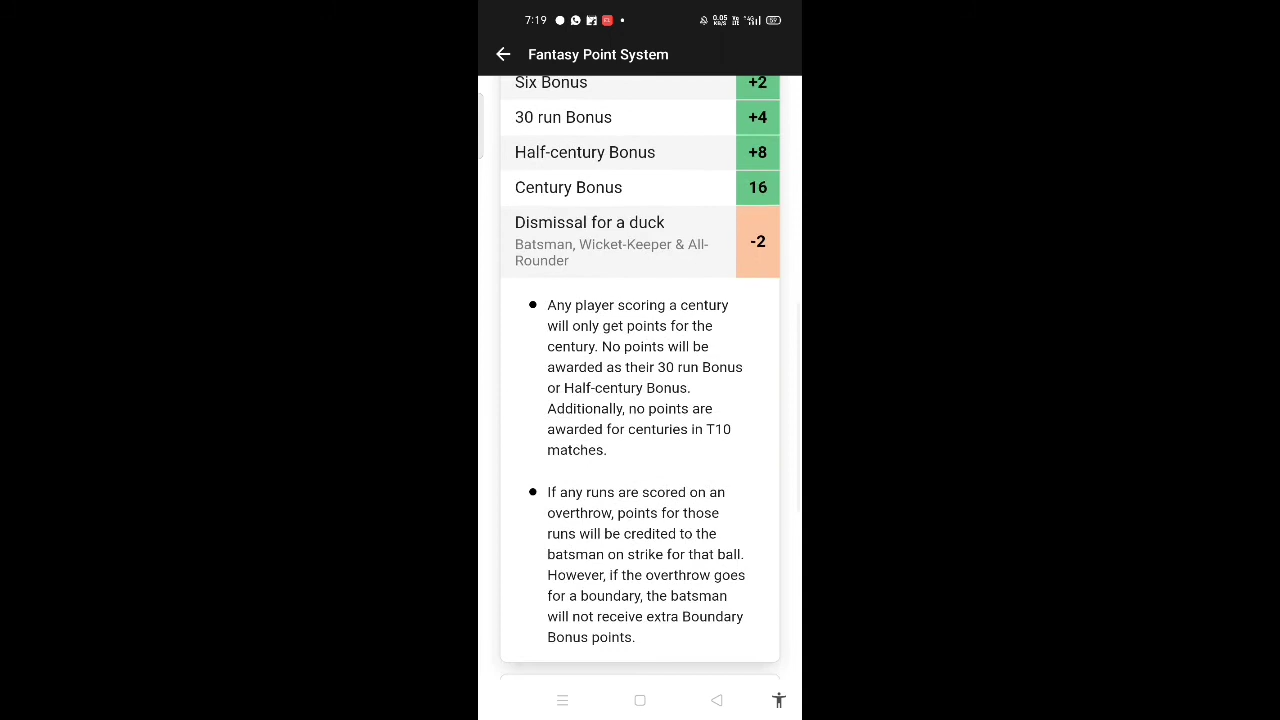 7:19
0.05
KB/S
59
Fantasy Point System
Six Bonus +2
30 run Bonus +4
Half-century Bonus +8
Century Bonus 16
Dismissal for a duck
Batsman, Wicket-Keeper & All-
Rounder
-2
Any player scoring a century
will only get points for the
century. No points will be
awarded as their 30 run Bonus
or Half-century Bonus.
Additionally, no points are
awarded for centuries in T10
matches.
If any runs are scored on an
overthrow, points for those
runs will be credited to the
batsman on strike for that ball.
However, if the overthrow goes
for a boundary, the batsman
will not receive extra Boundary
Bonus points.